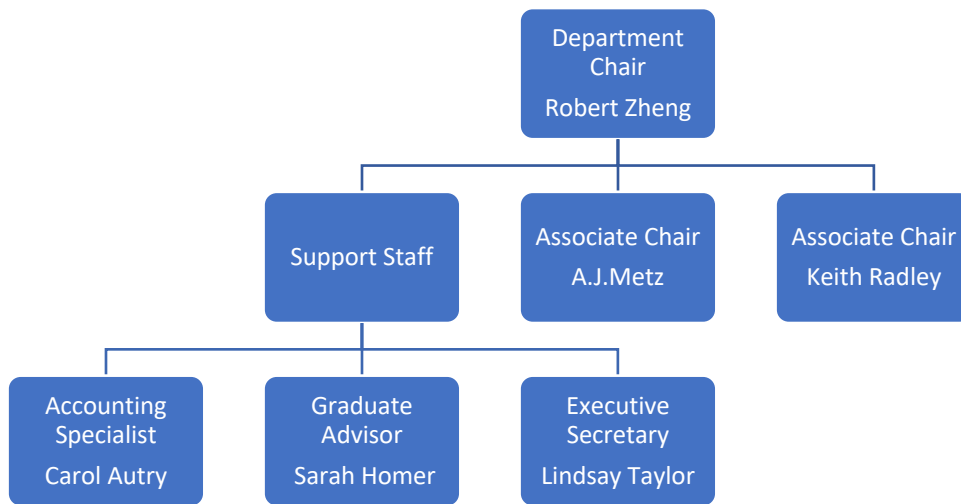 Department
Chair
Robert Zheng
Support Staff
Associate Chair
A.J.Metz
Associate Chair
Keith Radley
Accounting
Specialist
Carol Autry
Graduate
Advisor
Sarah Homer
Executive
Secretary
Lindsay Taylor